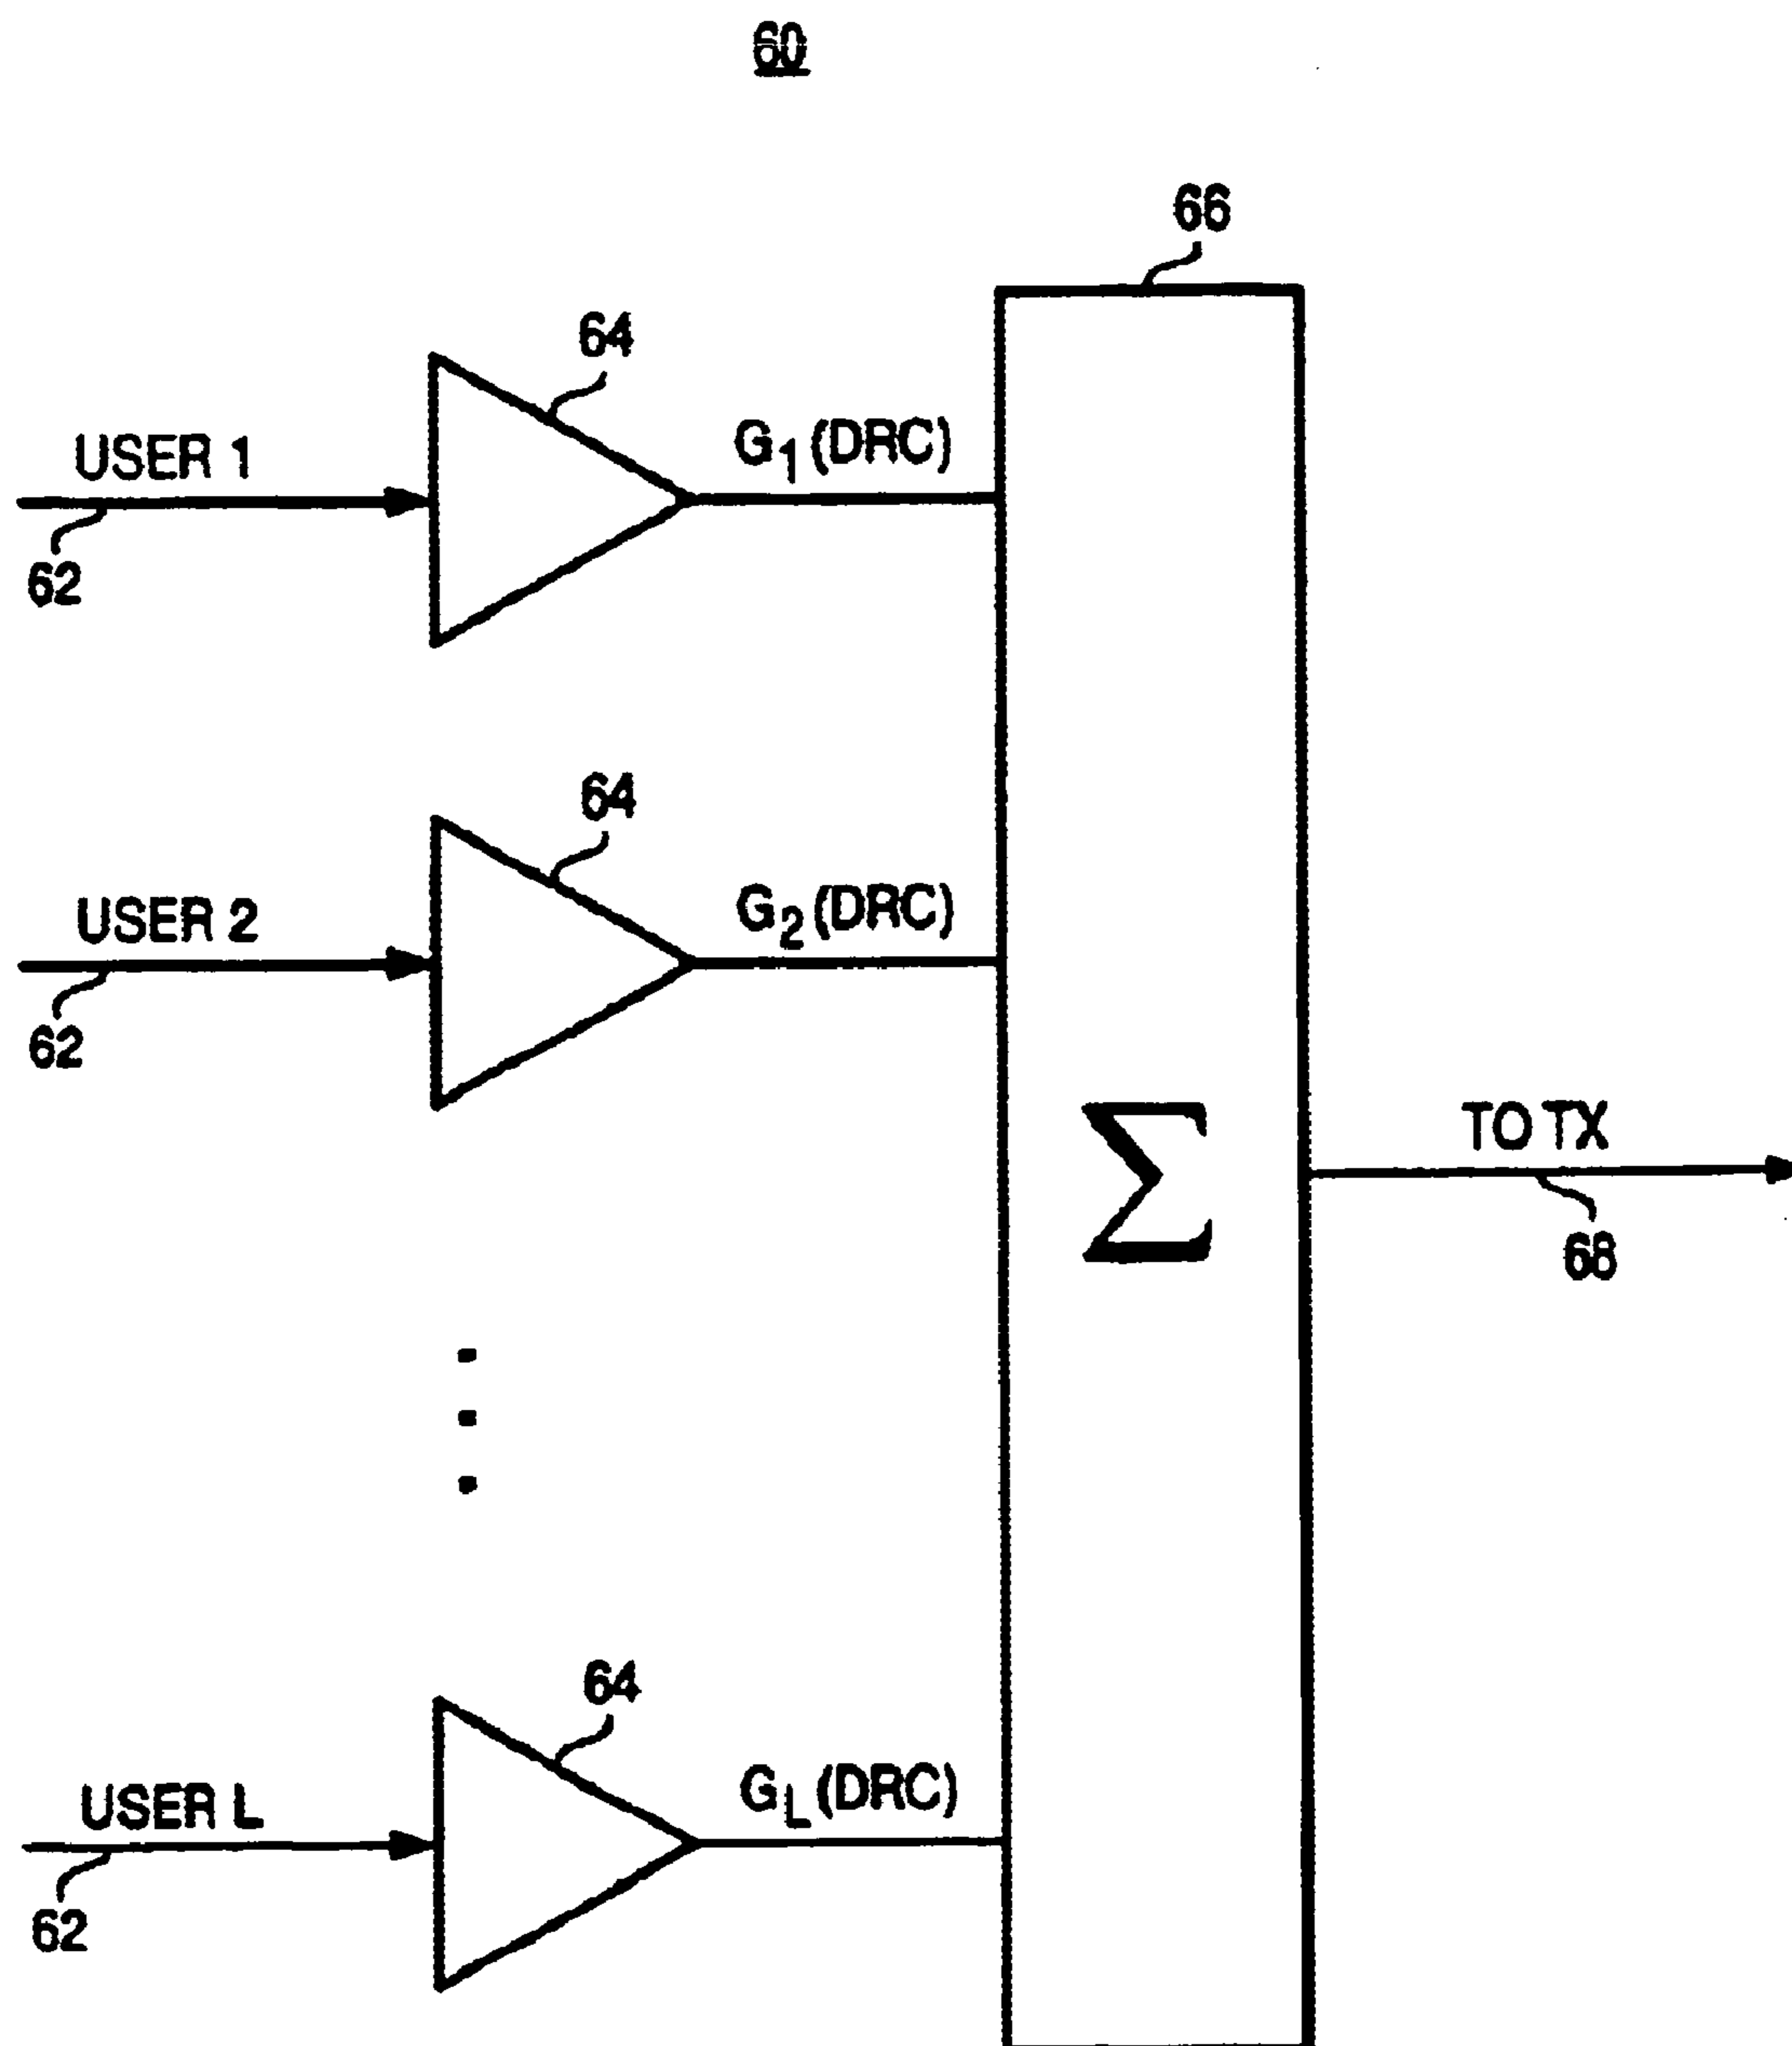 60
66
64
USER 1
G1(DRC)
62
64
USER 2
G2(DRC)
62
Σ
TO TX
68
64
USER L
GL(DRC)
62